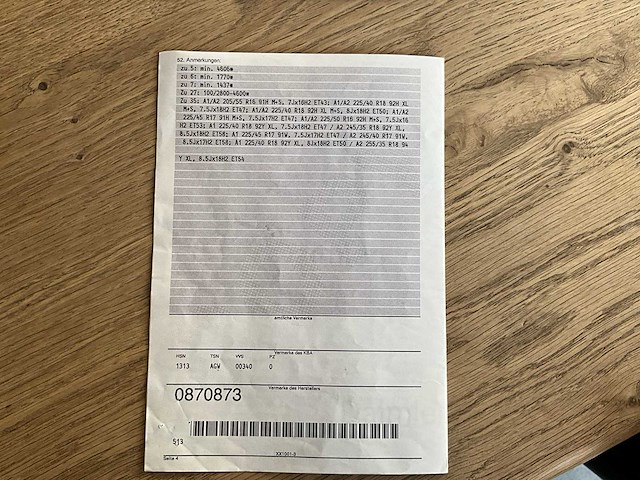 52. Anmerkungen:
zu 5: min. 4606*
zu 6: min. 1770*
zu 7: min. 1437*
Zu 27: 100/2800-4600*
Zu 35: A1/A2 205/55 R16 91H M+S, 7Jx16H2 ET43; A1/A2 225/40 R18 92H XL
M+S, 7.5Jx18H2 ET47; A1/A2 225/40 R18 92H XL M+S, 8Jx18H2 ET50; A1/A2
225/45 R17 91H M+S, 7.5Jx17H2 ET47; A1/A2 225/50 R16 92H M+S, 7.5Jx16
H2 ET53; A1 225/40 R18 92Y XL, 7.5Jx18H2 ET47 / A2 245/35 R18 92Y XL,
8.5Jx18H2 ET58; A1 225/45 R17 91W, 7.5Jx17H2 ET47 / A2 245/40 R17 91W,
8.5Jx17H2 ET58; A1 225/40 R18 92Y XL, 8Jx18H2 ET50 / A2 255/35 R18 94
Y XL, 8.5Jx18H2 ET54
amtliche Vermerke
Vermerke des KBA
HSN TSN VVS PZ
1313 AGW 00340 0
Vermerke des Herstellers
0870873
513
Seite 4